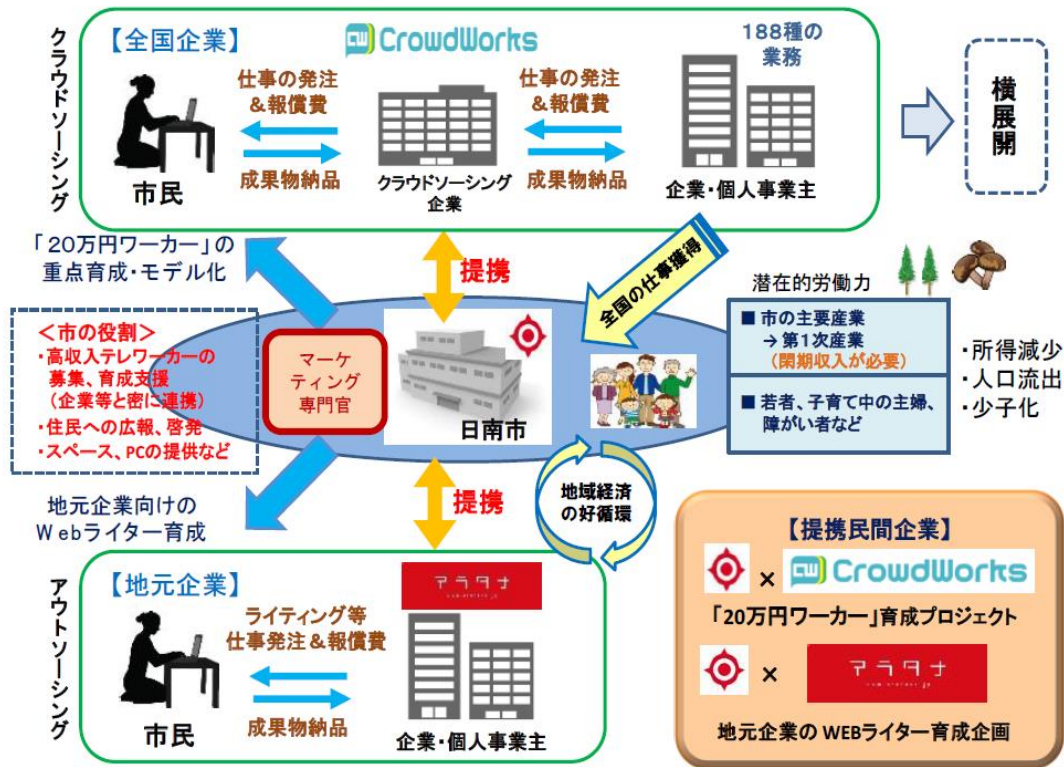 クラウドソーシング
【全国企業】
CrowdWorks
188種の
業務
仕事の発注
&報償費
仕事の発注
&報償費
成果物納品
成果物納品
市民
クラウドソーシング
企業
企業・個人事業主
横展開
「20万円ワーカー」の
重点育成・モデル化
提携
全国の仕事獲得
潜在的労働力
＜市の役割＞
・高収入テレワーカーの
募集、育成支援
（企業等と密に連携）
・住民への広報、啓発
・スペース、PCの提供など
マーケ
ティング
専門官
日南市
■ 市の主要産業
→ 第1次産業
（閑期収入が必要）
■ 若者、子育て中の主婦、
障がい者など
・所得減少
・人口流出
・少子化
地元企業向けの
Webライター育成
提携
地域経済
の好循環
アウトソーシング
【地元企業】
アラタナ
ライティング等
仕事発注&報償費
成果物納品
市民
企業・個人事業主
【提携民間企業】
× CrowdWorks
「20万円ワーカー」育成プロジェクト
× アラタナ
地元企業の WEBライター育成企画